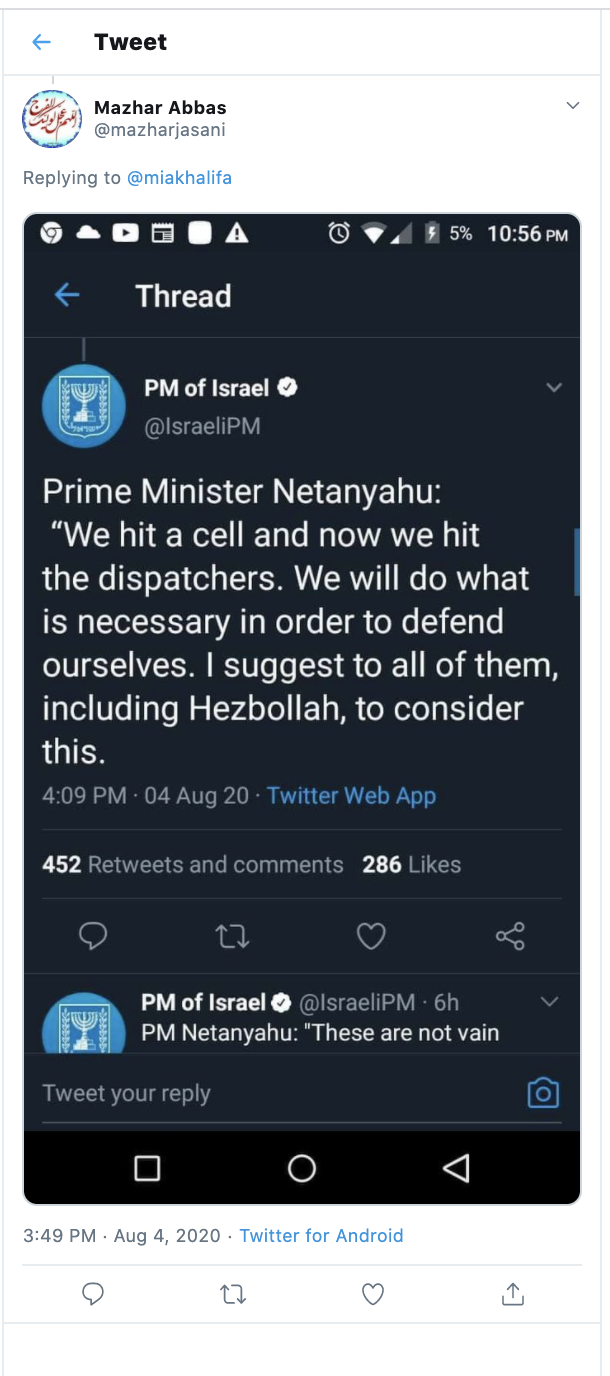 Tweet
Mazhar Abbas
@mazharjasani
Replying to @miakhalifa
5% 10:56 PM
Thread
PM of Israel
@IsraeliPM
Prime Minister Netanyahu:
“We hit a cell and now we hit
the dispatchers. We will do what
is necessary in order to defend
ourselves. I suggest to all of them,
including Hezbollah, to consider
this.
4:09 PM · 04 Aug 20 · Twitter Web App
452 Retweets and comments 286 Likes
PM of Israel @IsraeliPM · 6h
PM Netanyahu: "These are not vain
Tweet your reply
3:49 PM · Aug 4, 2020 · Twitter for Android